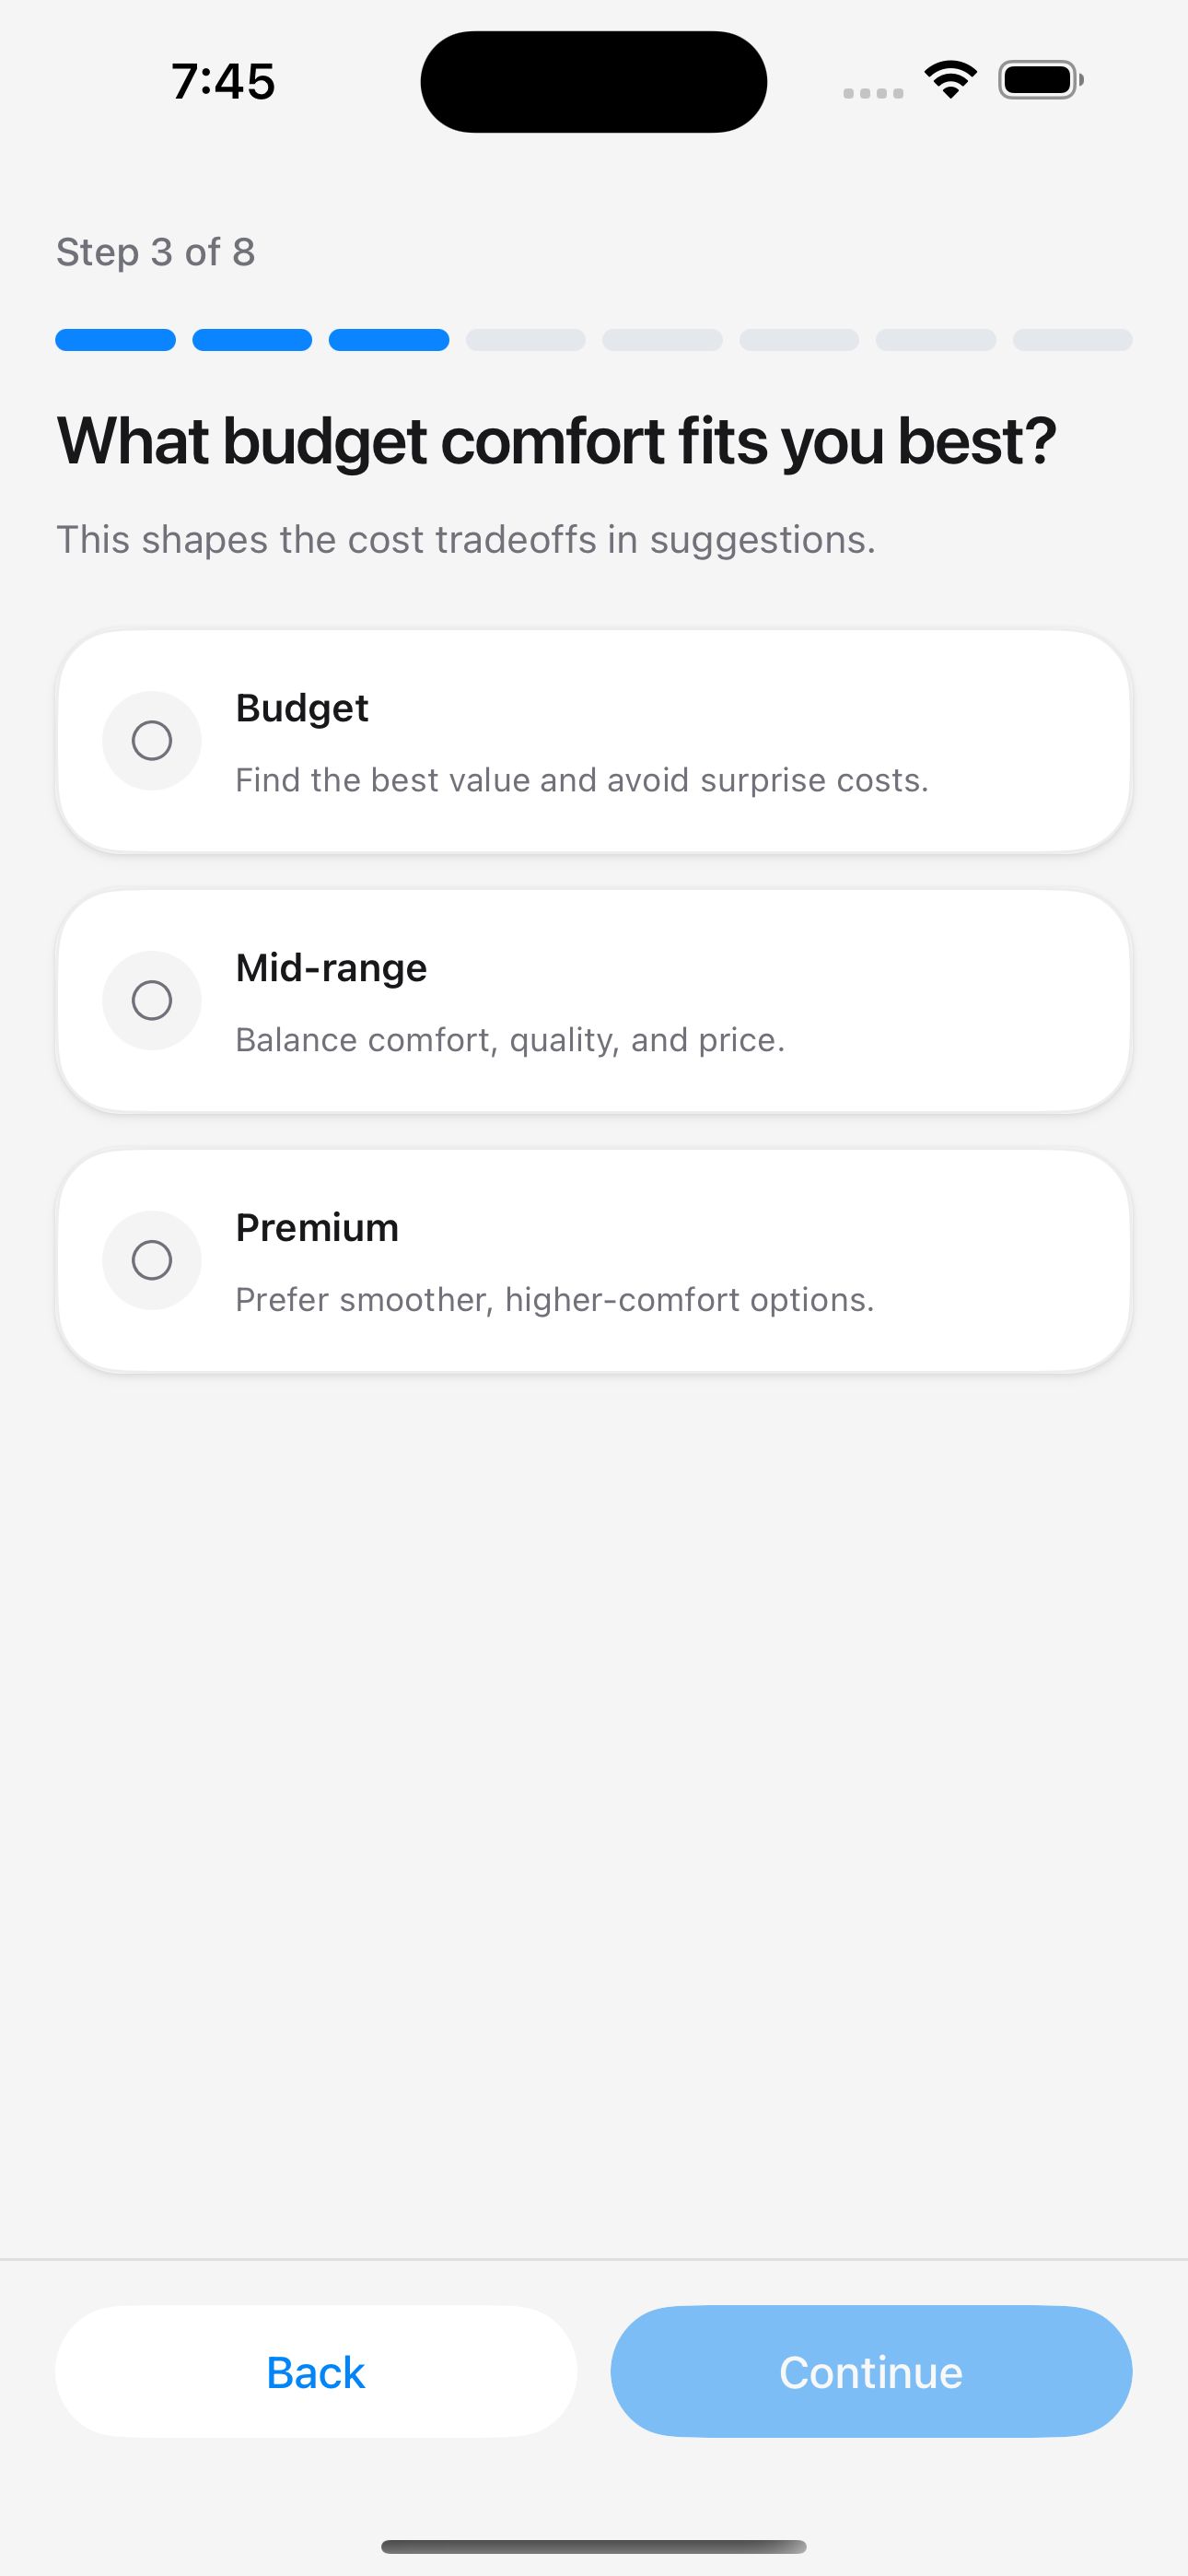 7:45
Step 3 of 8
What budget comfort fits you best?
This shapes the cost tradeoffs in suggestions.
Budget
Find the best value and avoid surprise costs.
Mid-range
Balance comfort, quality, and price.
Premium
Prefer smoother, higher-comfort options.
Back
Continue